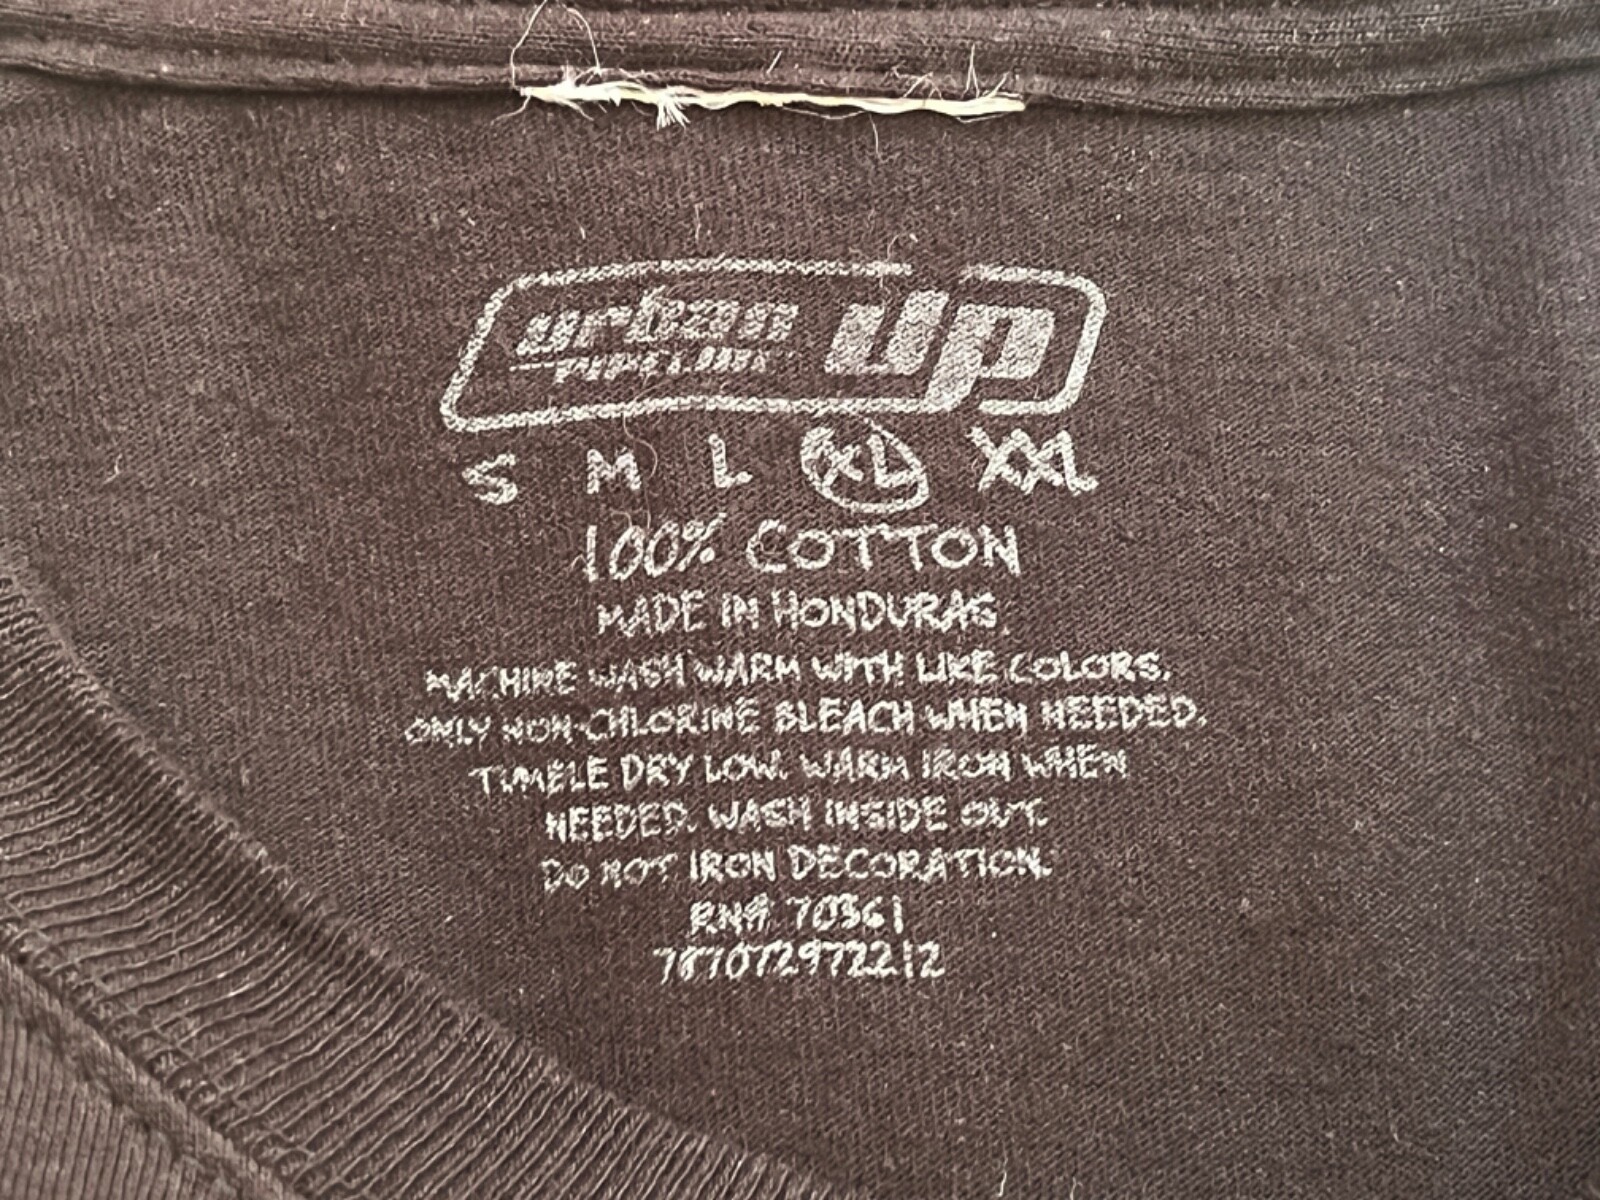 urban up
PIPELINE
S M L XL XXL
100% COTTON
MADE IN HONDURAS
MACHINE WASH WARM WITH LIKE COLORS.
ONLY NON-CHLORINE BLEACH WHEN NEEDED.
TUMBLE DRY LOW. WARM IRON WHEN
NEEDED. WASH INSIDE OUT.
DO NOT IRON DECORATION.
RN# 70361